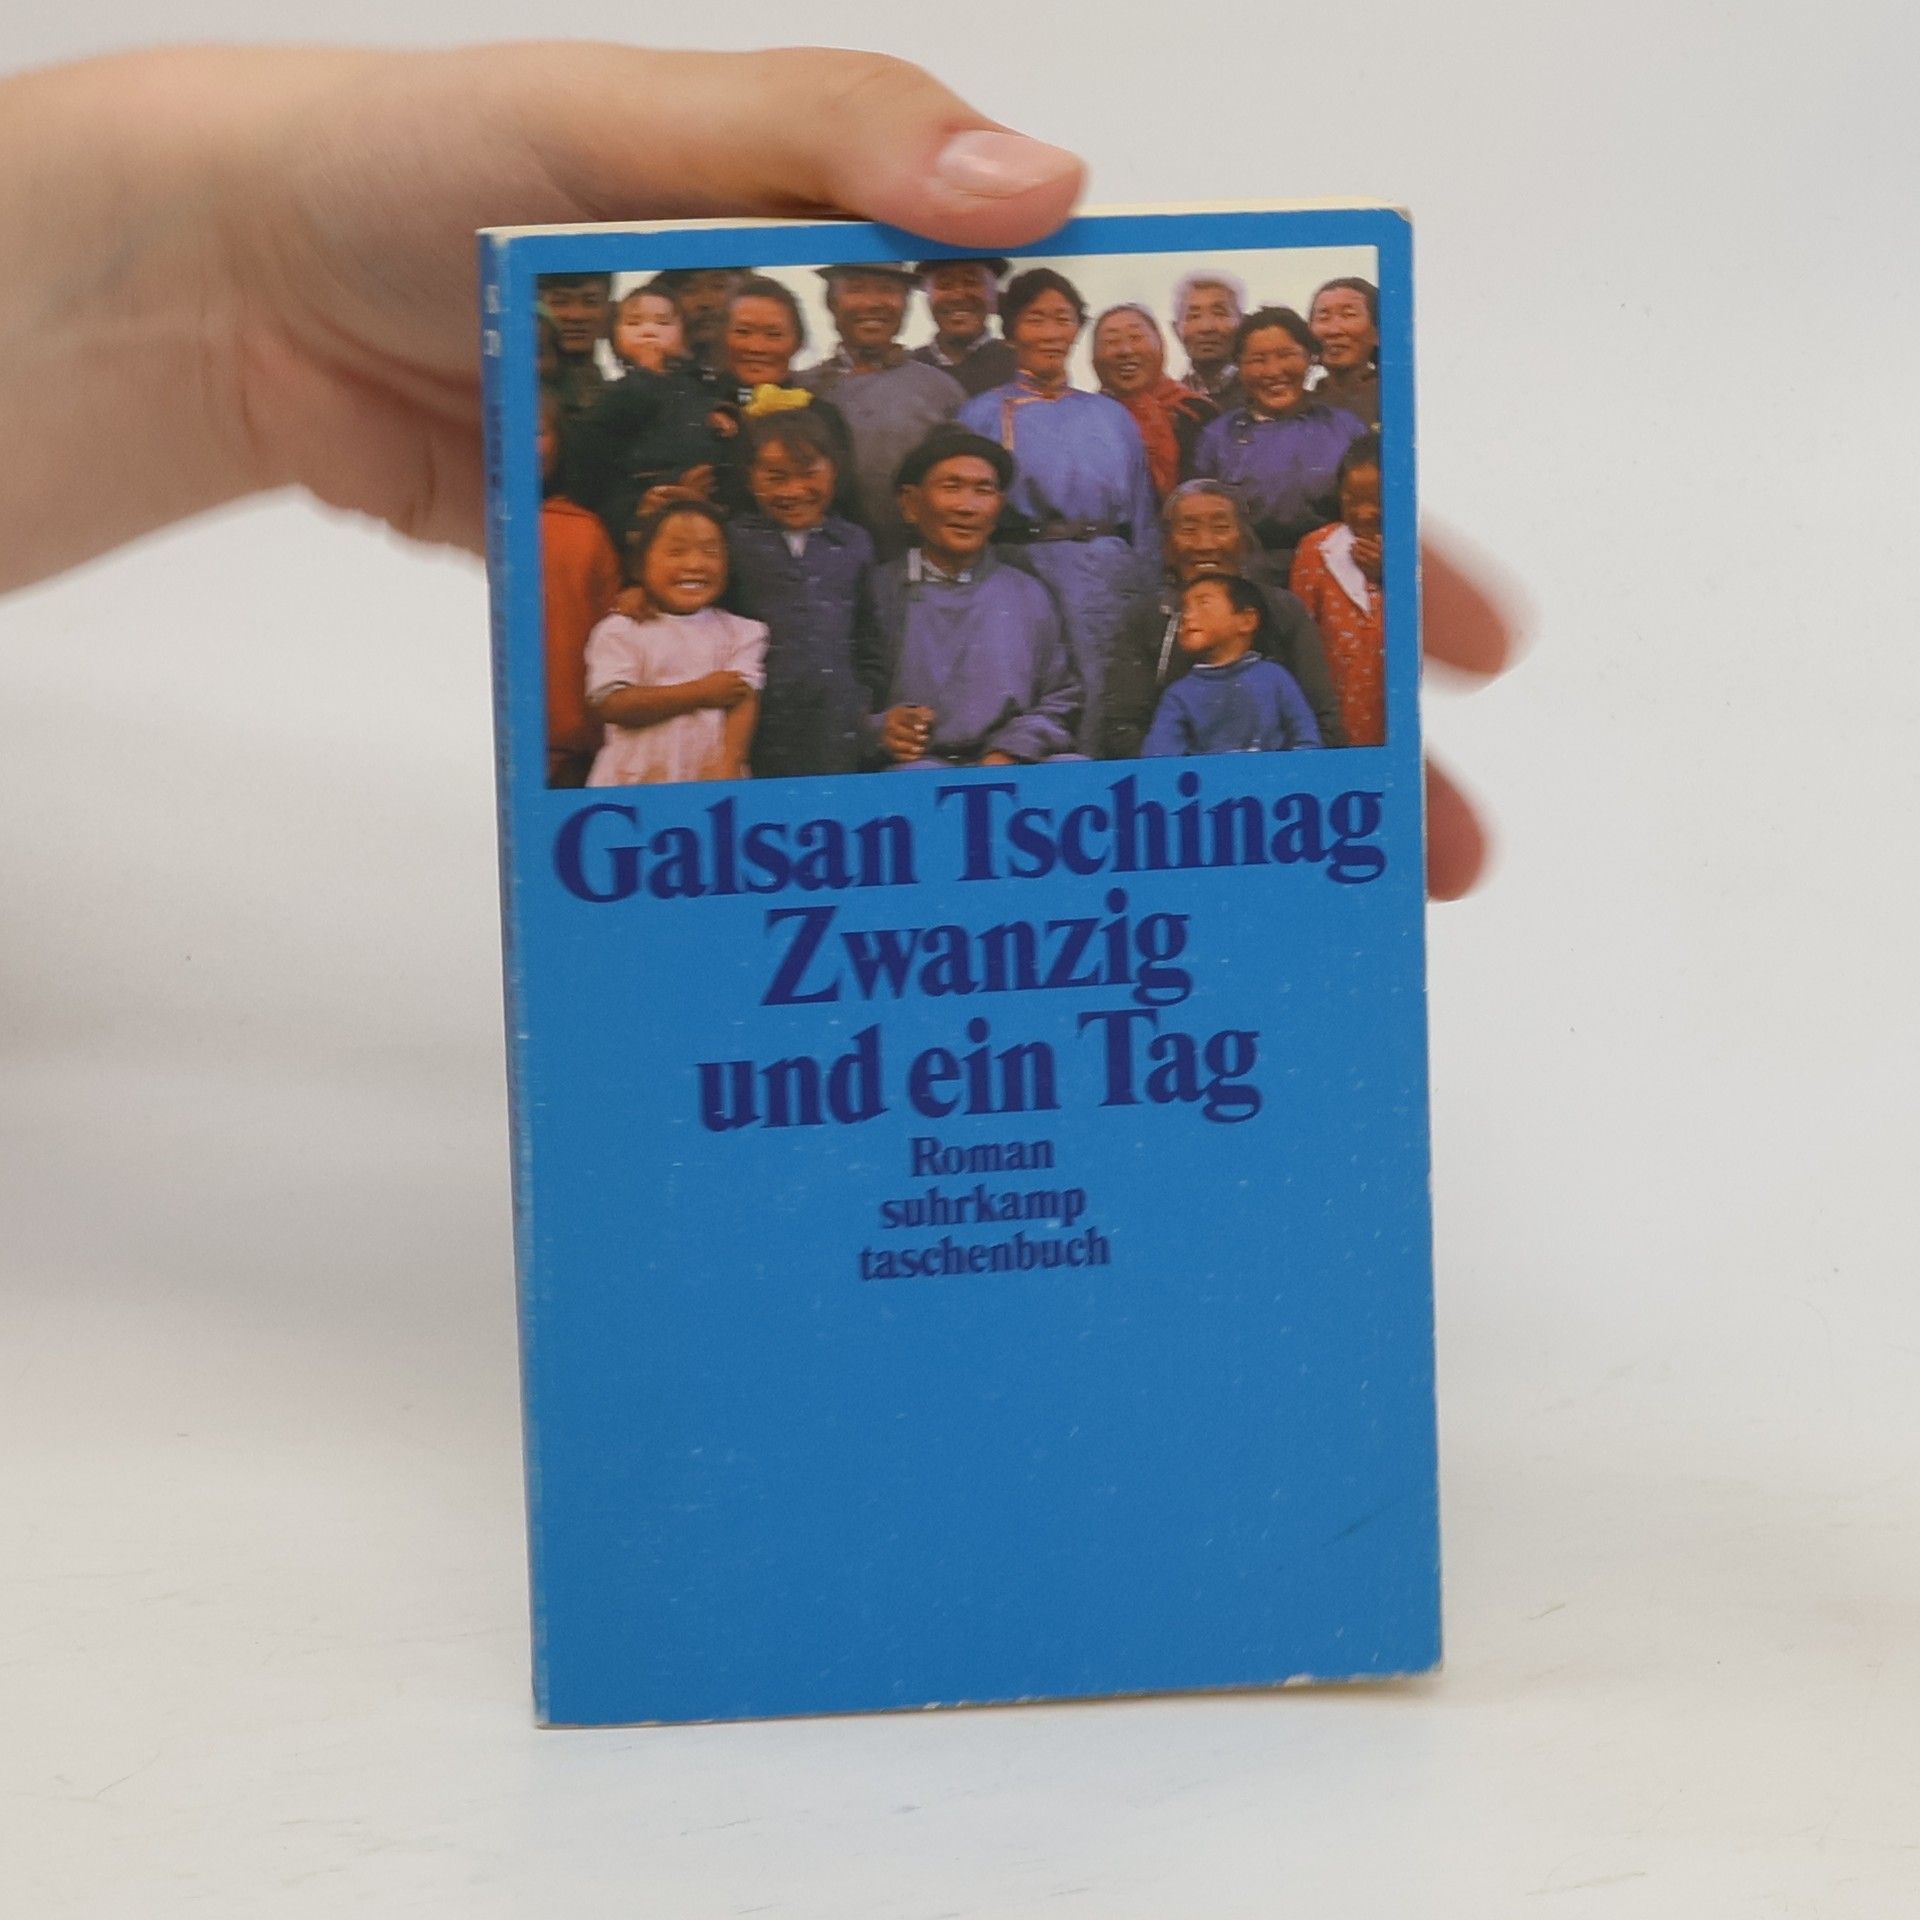 Galsan Tschinag
Zwanzig
und ein Tag
Roman
suhrkamp
taschenbuch